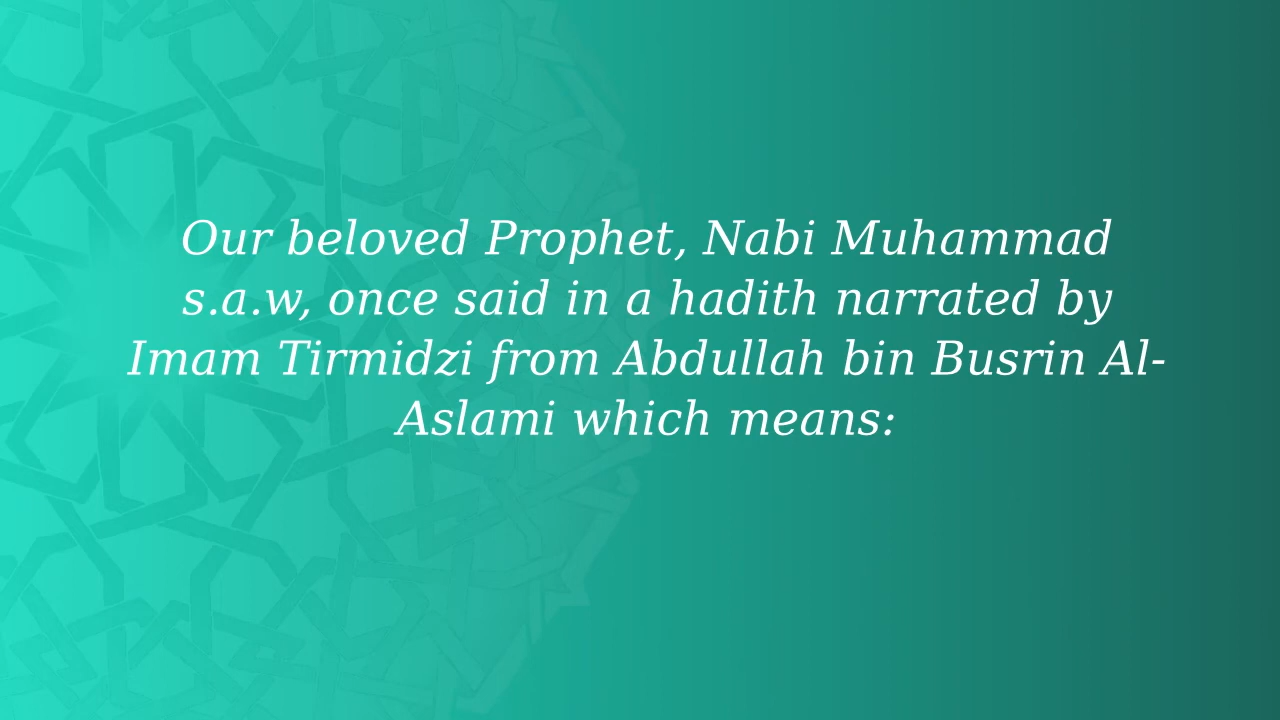 Our beloved Prophet, Nabi Muhammad
s.a.w, once said in a hadith narrated by
Imam Tirmidzi from Abdullah bin Busrin Al-
Aslami which means: